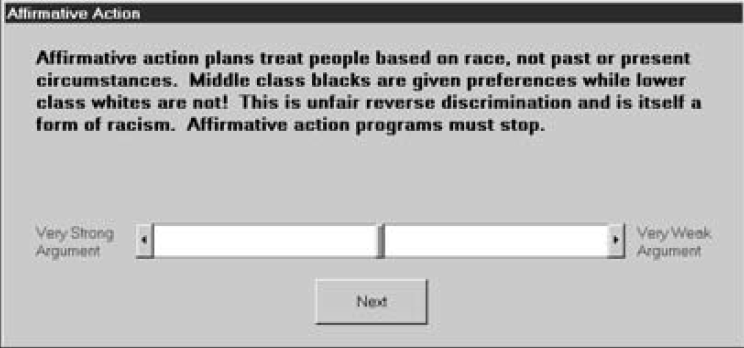 Affirmative Action
Affirmative action plans treat people based on race, not past or present
circumstances. Middle class blacks are given preferences while lower
class whites are not! This is unfair reverse discrimination and is itself a
form of racism. Affirmative action programs must stop.
Very Strong
Argument
Very Weak
Argument
Next